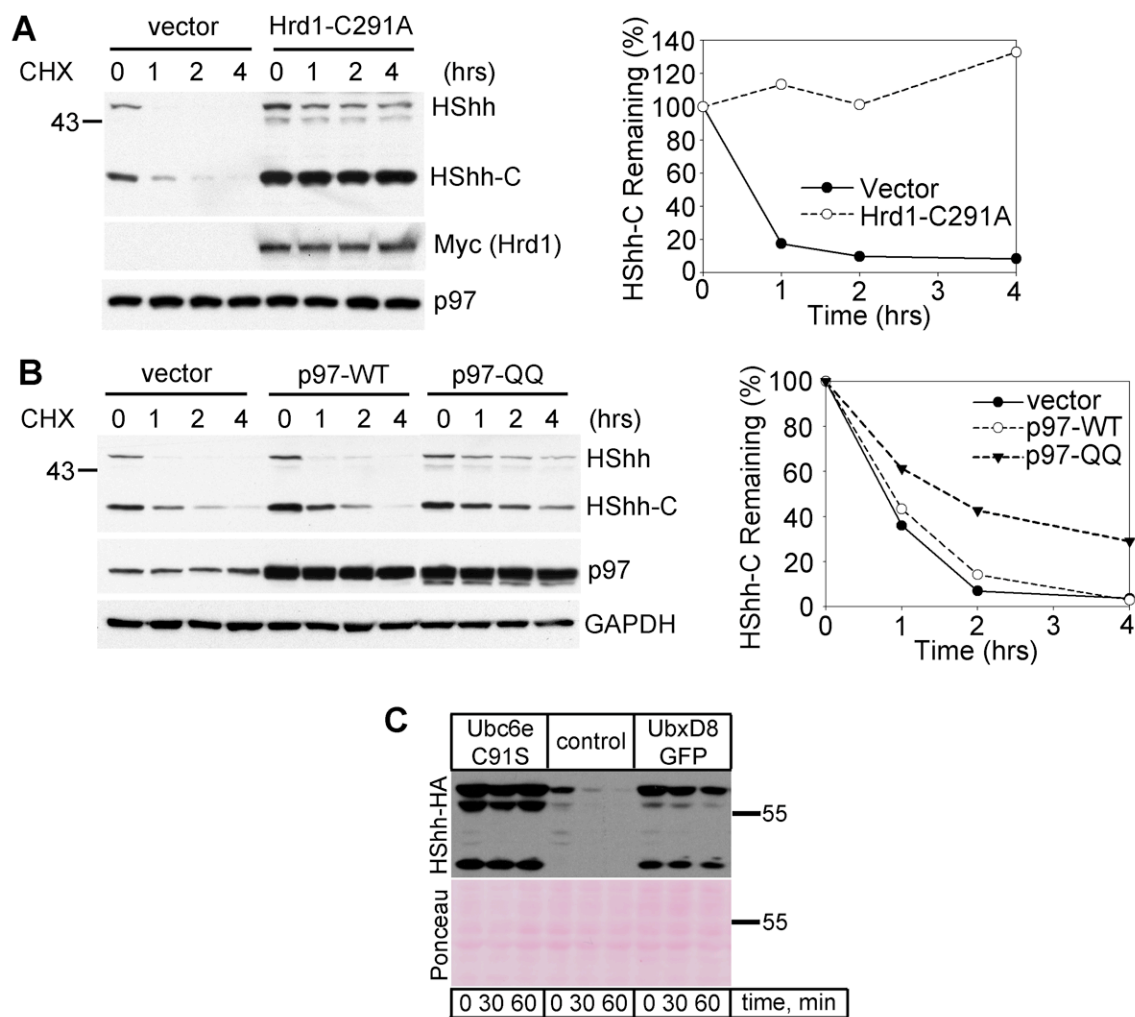 A
vector
Hrd1-C291A
CHX
0 1 2 4 0 1 2 4 (hrs)
HShh
43
HShh-C
Myc (Hrd1)
p97
HShh-C Remaining (%)
140
120
100
80
60
40
20
0
Vector
Hrd1-C291A
0 1 2 3 4
Time (hrs)
B
vector
p97-WT
p97-QQ
CHX
0 1 2 4 0 1 2 4 0 1 2 4 (hrs)
HShh
43
HShh-C
p97
GAPDH
HShh-C Remaining (%)
100
80
60
40
20
0
vector
p97-WT
p97-QQ
0 1 2 3 4
Time (hrs)
C
Ubc6e
C91S
control
UbxD8
GFP
HShh-HA
55
Ponceau
55
0 30 60 0 30 60 0 30 60 time, min